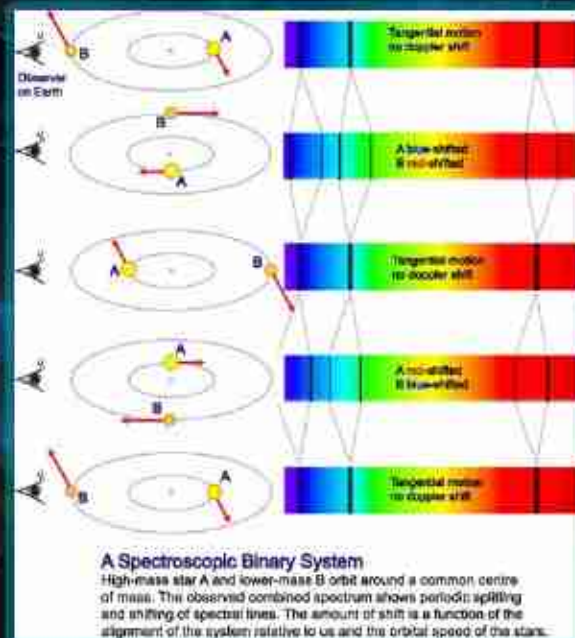 B
A
Tangential motion
no doppler shift
Observer
on Earth
B
A
A blue-shifted
B red-shifted
A
B
Tangential motion
no doppler shift
A
B
A red-shifted
B blue-shifted
B
A
Tangential motion
no doppler shift
A Spectroscopic Binary System
High-mass star A and lower-mass B orbit around a common centre
of mass. The observed combined spectrum shows periodic splitting
and shifting of spectral lines. The amount of shift is a function of the
alignment of the system relative to us and the orbital speed of the stars.